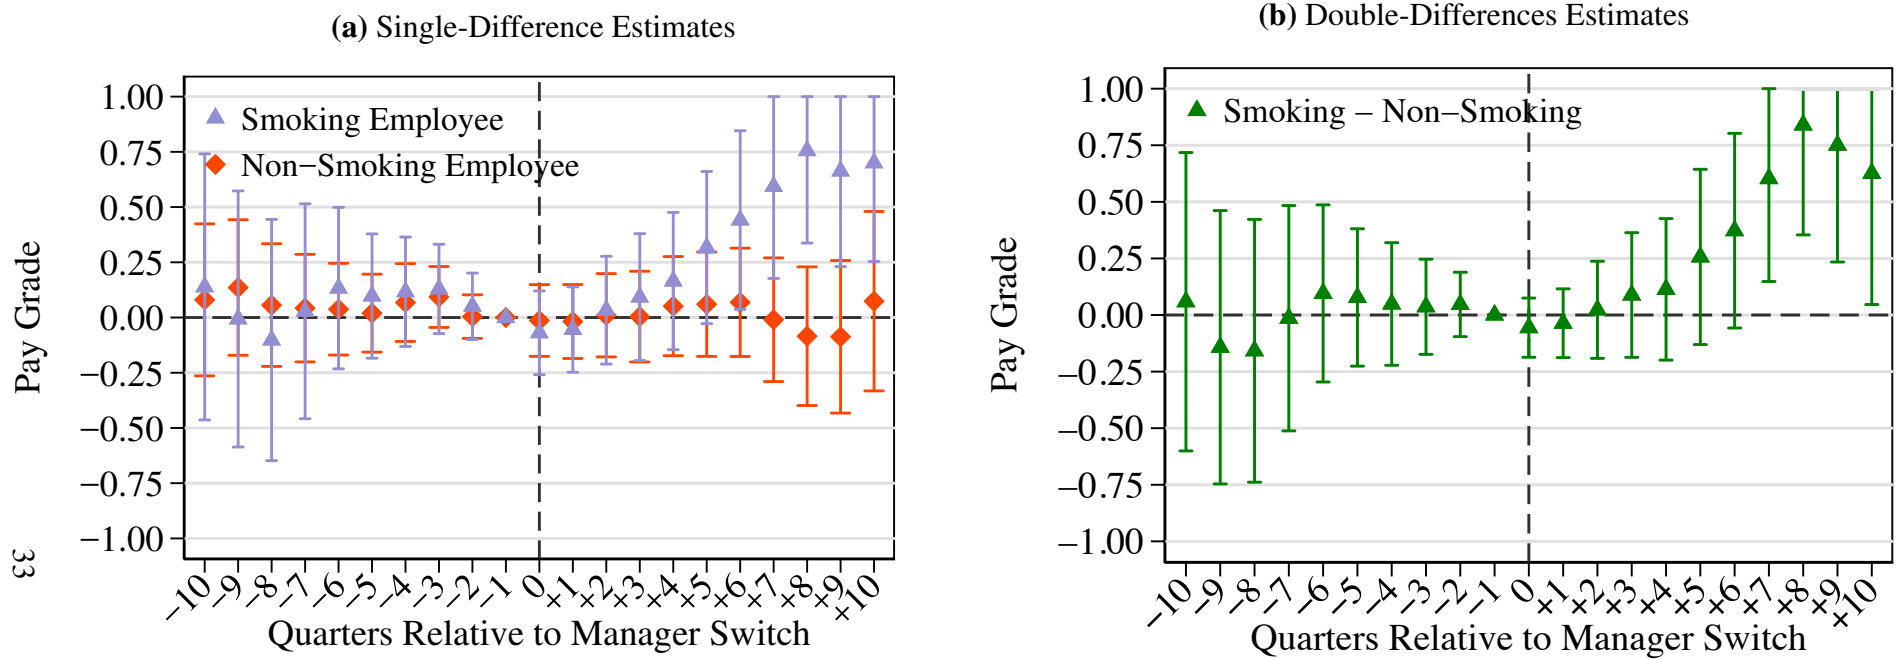 (a) Single-Difference Estimates
Pay Grade
1.00
0.75
0.50
0.25
0.00
−0.25
−0.50
−0.75
−1.00
Smoking Employee
Non−Smoking Employee
−10 −9 −8 −7 −6 −5 −4 −3 −2 −1 0 +1 +2 +3 +4 +5 +6 +7 +8 +9 +10
Quarters Relative to Manager Switch
33
(b) Double-Differences Estimates
Pay Grade
1.00
0.75
0.50
0.25
0.00
−0.25
−0.50
−0.75
−1.00
Smoking − Non−Smoking
−10 −9 −8 −7 −6 −5 −4 −3 −2 −1 0 +1 +2 +3 +4 +5 +6 +7 +8 +9 +10
Quarters Relative to Manager Switch